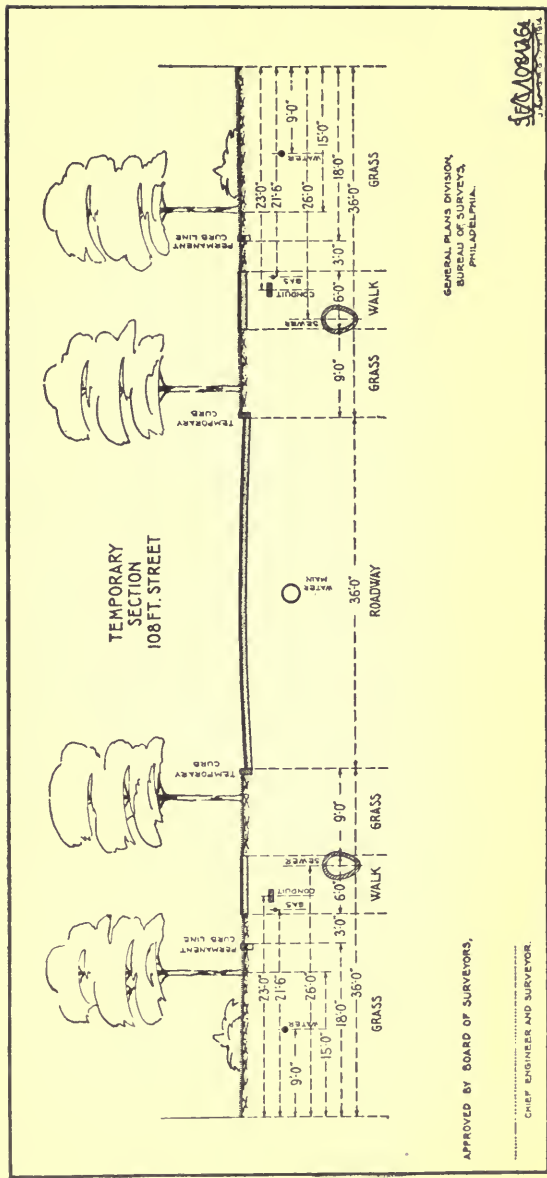 TEMPORARY
SECTION
108 FT. STREET
PERMANENT
CURB LINE
TEMPORARY
CURB
TEMPORARY
CURB
PERMANENT
CURB LINE
WATER
GAS
CONDUIT
SEWER
WATER
MAIN
SEWER
CONDUIT
GAS
WATER
23'0"
21'6"
26'0"
9'0"
15'0"
18'0"
3'0"
6'0"
9'0"
36'0"
36'0"
9'0"
6'0"
3'0"
23'0"
21'6"
26'0"
9'0"
15'0"
18'0"
36'0"
GRASS
WALK
GRASS
ROADWAY
GRASS
WALK
GRASS
APPROVED BY BOARD OF SURVEYORS,
CHIEF ENGINEER AND SURVEYOR.
GENERAL PLANS DIVISION,
BUREAU OF SURVEYS,
PHILADELPHIA.